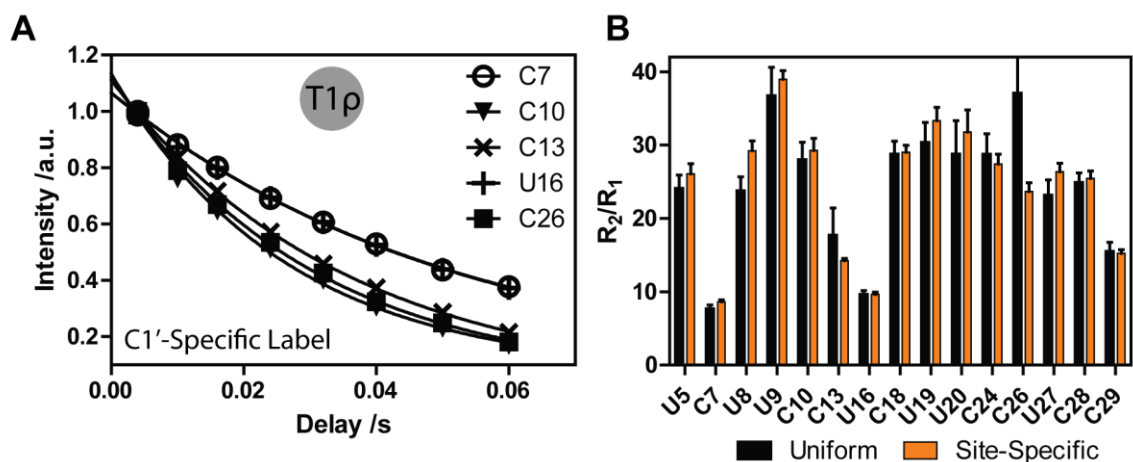 A
1.2
1.0
0.8
0.6
0.4
0.2
Intensity /a.u.
T1ρ
C7
C10
C13
U16
C26
C1′-Specific Label
0.00 0.02 0.04 0.06
Delay /s
B
40
30
20
10
0
R2/R1
U5 C7 U8 U9 C10 C13 U16 C18 U19 U20 C24 C26 U27 C28 C29
Uniform Site-Specific